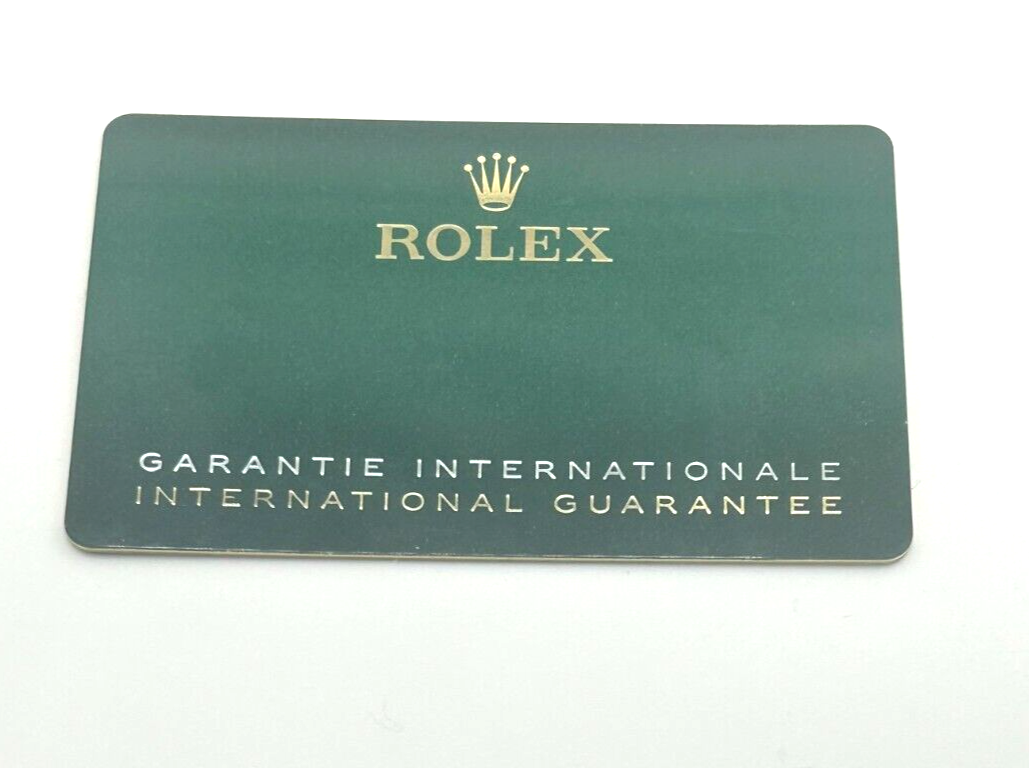 ROLEX
GARANTIE INTERNATIONALE
INTERNATIONAL GUARANTEE